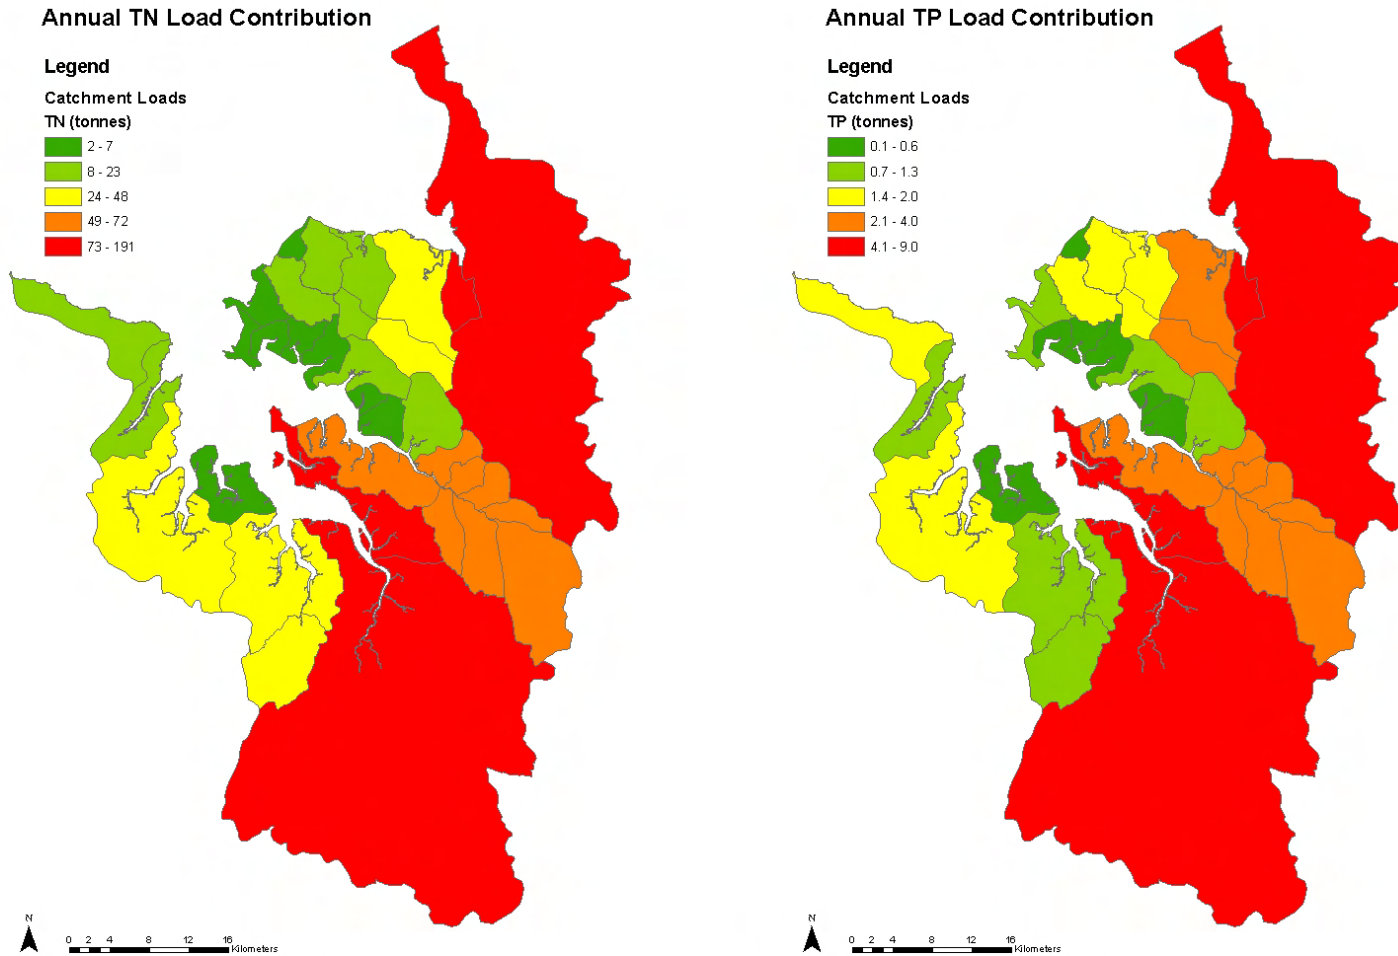 Annual TN Load Contribution
Legend
Catchment Loads
TN (tonnes)
2 - 7
8 - 23
24 - 48
49 - 72
73 - 191
N
0 2 4 8 12 16
Kilometers
Annual TP Load Contribution
Legend
Catchment Loads
TP (tonnes)
0.1 - 0.6
0.7 - 1.3
1.4 - 2.0
2.1 - 4.0
4.1 - 9.0
N
0 2 4 8 12 16
Kilometers